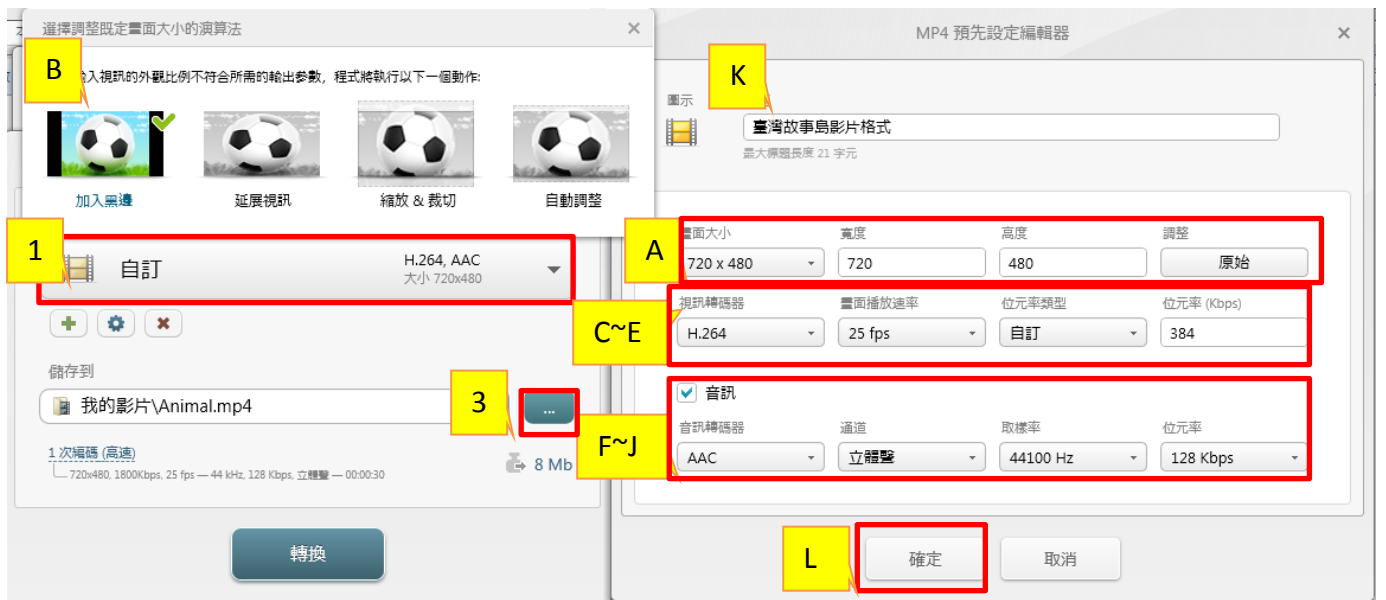 選擇調整既定畫面大小的演算法
B
入視訊的外觀比例不符合所需的輸出參數，程式將執行以下一個動作:
加入黑邊
延展視訊
縮放 & 裁切
自動調整
1
自訂
H.264, AAC
大小 720x480
儲存到
我的影片\Animal.mp4
3
...
1 次編碼 (高速)
720x480, 1800Kbps, 25 fps — 44 kHz, 128 Kbps, 立體聲 — 00:00:30
8 Mb
轉換
MP4 預先設定編輯器
K
圖示
臺灣故事島影片格式
最大標題長度 21 字元
A
畫面大小 寬度 高度 調整
720 x 480 720 480 原始
C~E
視訊轉碼器 畫面播放速率 位元率類型 位元率 (Kbps)
H.264 25 fps 自訂 384
F~J
音訊
音訊轉碼器 通道 取樣率 位元率
AAC 立體聲 44100 Hz 128 Kbps
L
確定
取消